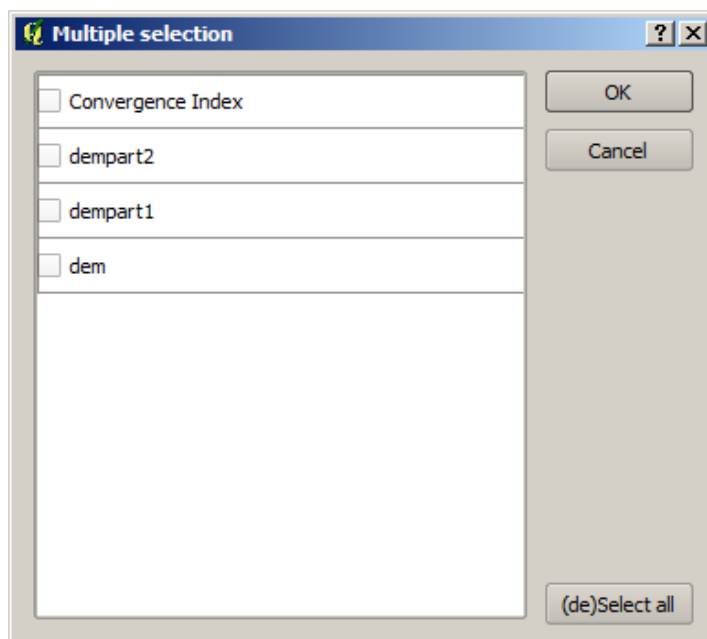 Multiple selection
Convergence Index
dempart2
dempart1
dem
OK
Cancel
(de)Select all